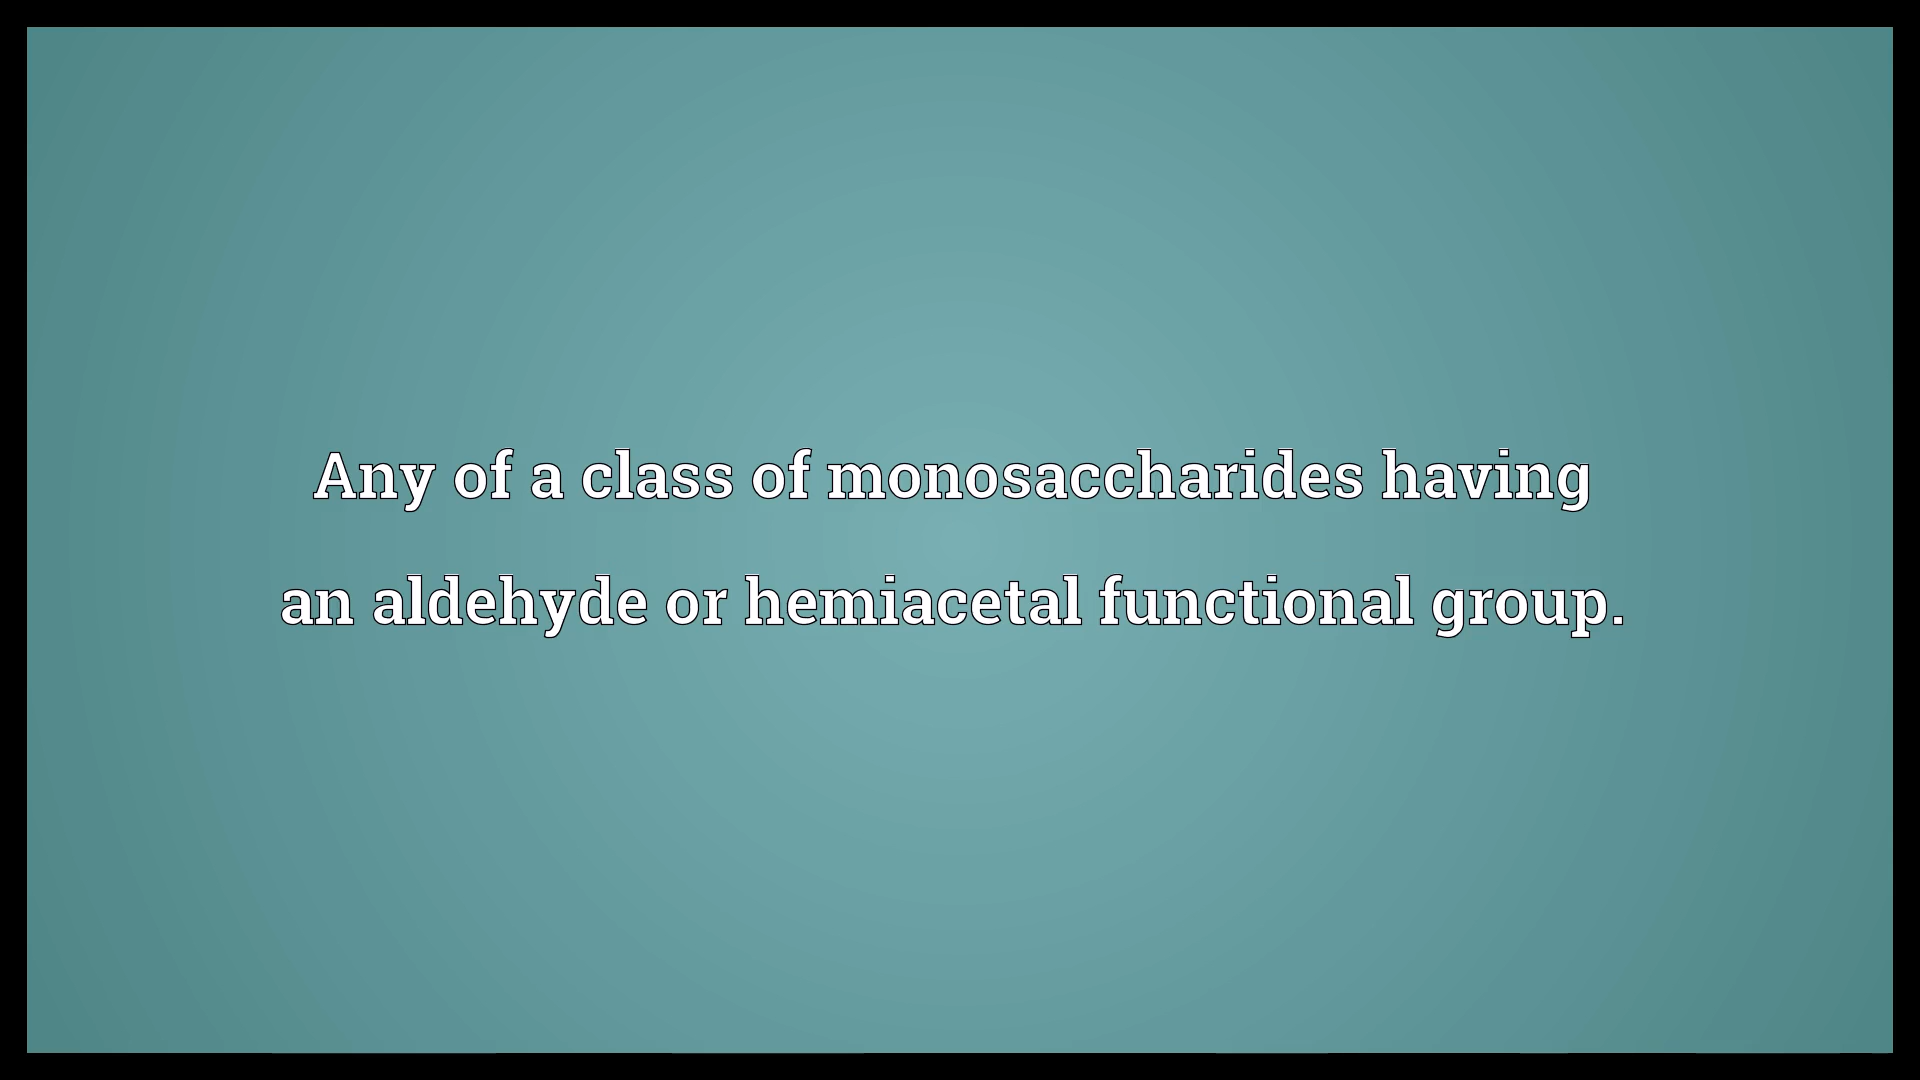 Any of a class of monosaccharides having
an aldehyde or hemiacetal functional group.